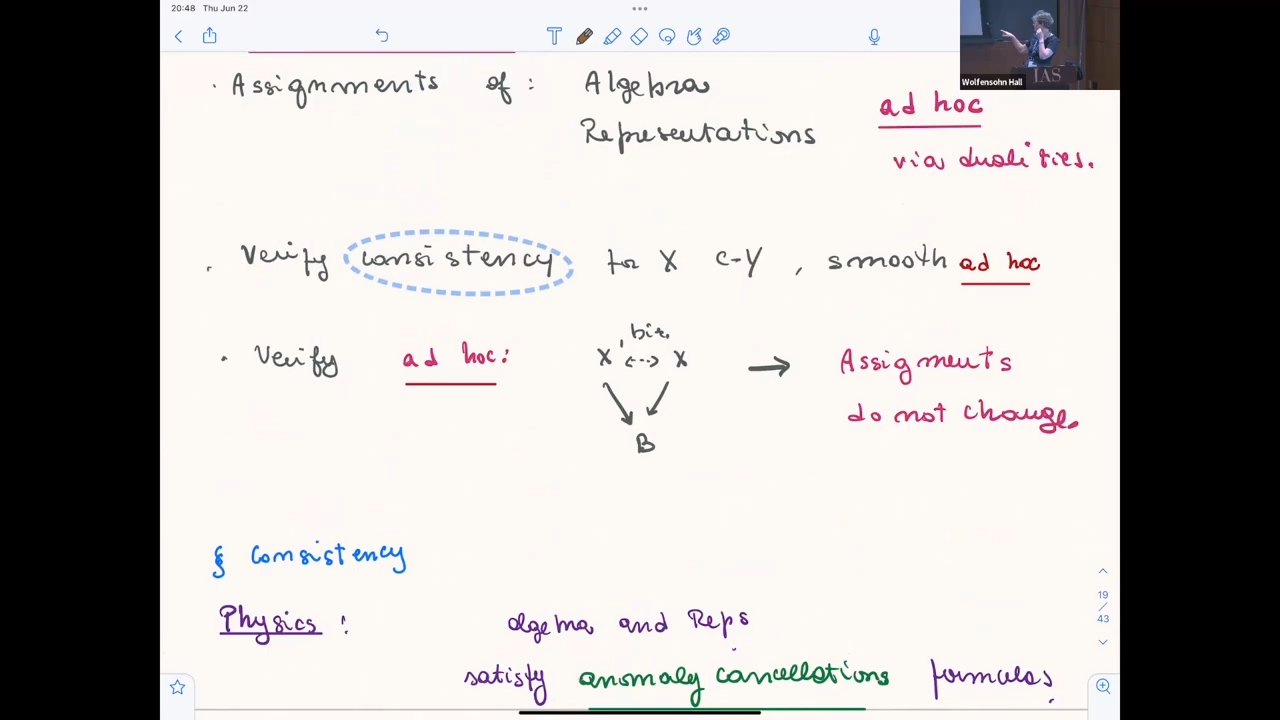 20:48 Thu Jun 22
Wolfensohn Hall
IAS
· Assignments of : Algebra
Representations
ad hoc
via dualities.
· Verify consistency for X C-Y , smooth ad hoc
· Verify ad hoc: X bir. X → Assigments
do not change.
B
§ Consistency
19
/
43
Physics : algebra and Reps
satisfy anomaly cancellations formulas.